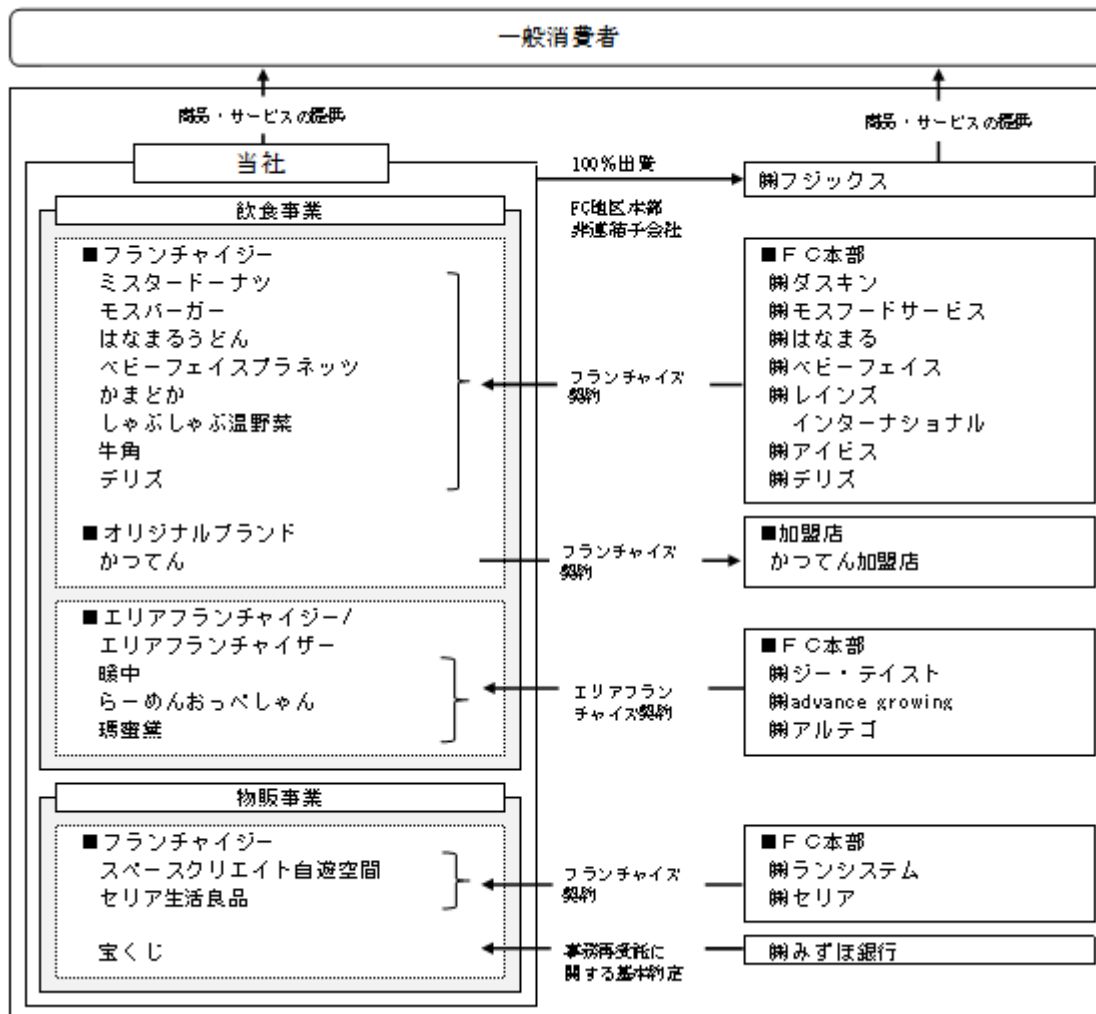 一般消費者
商品・サービスの提供
商品・サービスの提供
当社
100％出資
㈱フジックス
FC地区本部
非連結子会社
飲食事業
■フランチャイジー
ミスタードーナツ
モスバーガー
はなまるうどん
ベビーフェイスプラネッツ
かまどか
しゃぶしゃぶ温野菜
牛角
デリズ
フランチャイズ
契約
■ＦＣ本部
㈱ダスキン
㈱モスフードサービス
㈱はなまる
㈱ベビーフェイス
㈱レインズ
インターナショナル
㈱アイビス
㈱デリズ
■オリジナルブランド
かつてん
フランチャイズ
契約
■加盟店
かつてん加盟店
■エリアフランチャイジー/
エリアフランチャイザー
暖中
らーめんおっぺしゃん
瑪蜜黛
エリアフラン
チャイズ契約
■ＦＣ本部
㈱ジー・テイスト
㈱advance growing
㈱アルテゴ
物販事業
■フランチャイジー
スペースクリエイト自遊空間
セリア生活良品
フランチャイズ
契約
■ＦＣ本部
㈱ランシステム
㈱セリア
宝くじ
事務再受託に
関する基本約定
㈱みずほ銀行